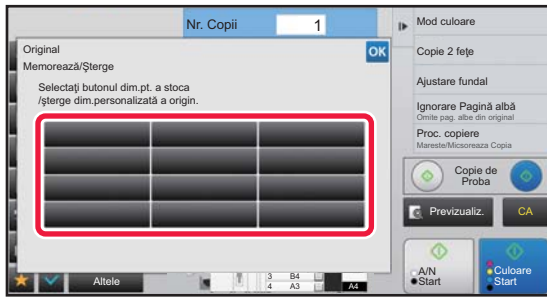 Nr. Copii
1
Original
OK
Memorează/Şterge
Selectaţi butonul dim.pt. a stoca
/şterge dim.personalizată a origin.
Mod culoare
Copie 2 feţe
Ajustare fundal
Ignorare Pagină albă
Omite pag. albe din original
Proc. copiere
Mareste/Micsoreaza Copia
Copie de
Proba
Previzualiz.
CA
A/N
Start
Culoare
Start
Altele
3 B4
4 A3
A4